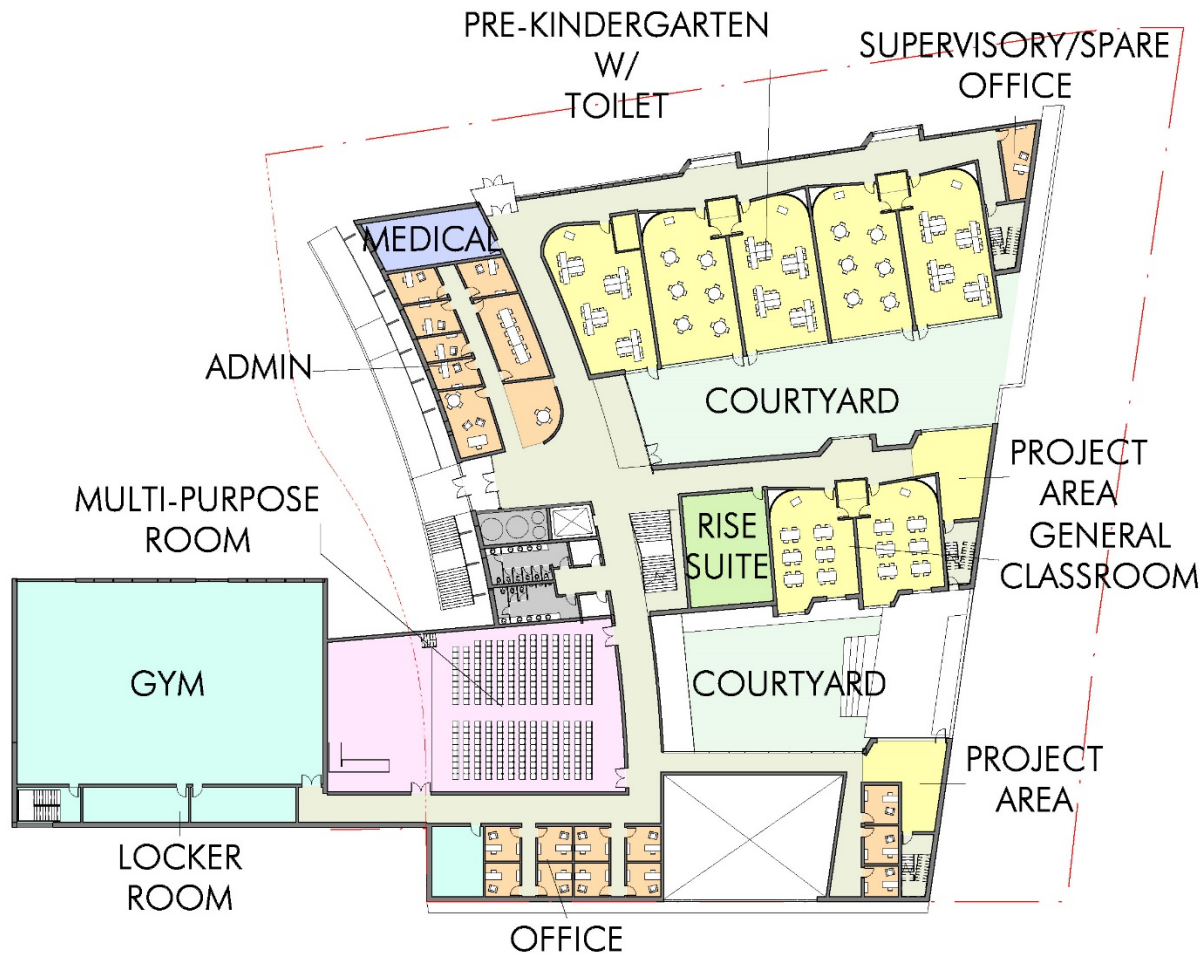 PRE-KINDERGARTEN
W/
TOILET
SUPERVISORY/SPARE
OFFICE
MEDICAL
ADMIN
COURTYARD
PROJECT
AREA
MULTI-PURPOSE
ROOM
RISE
SUITE
GENERAL
CLASSROOM
GYM
COURTYARD
PROJECT
AREA
LOCKER
ROOM
OFFICE